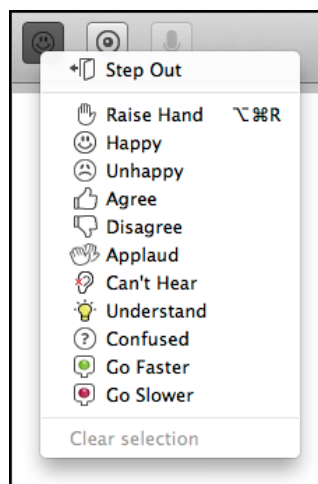 Step Out
Raise Hand ⌥⌘R
Happy
Unhappy
Agree
Disagree
Applaud
Can't Hear
Understand
Confused
Go Faster
Go Slower
Clear selection